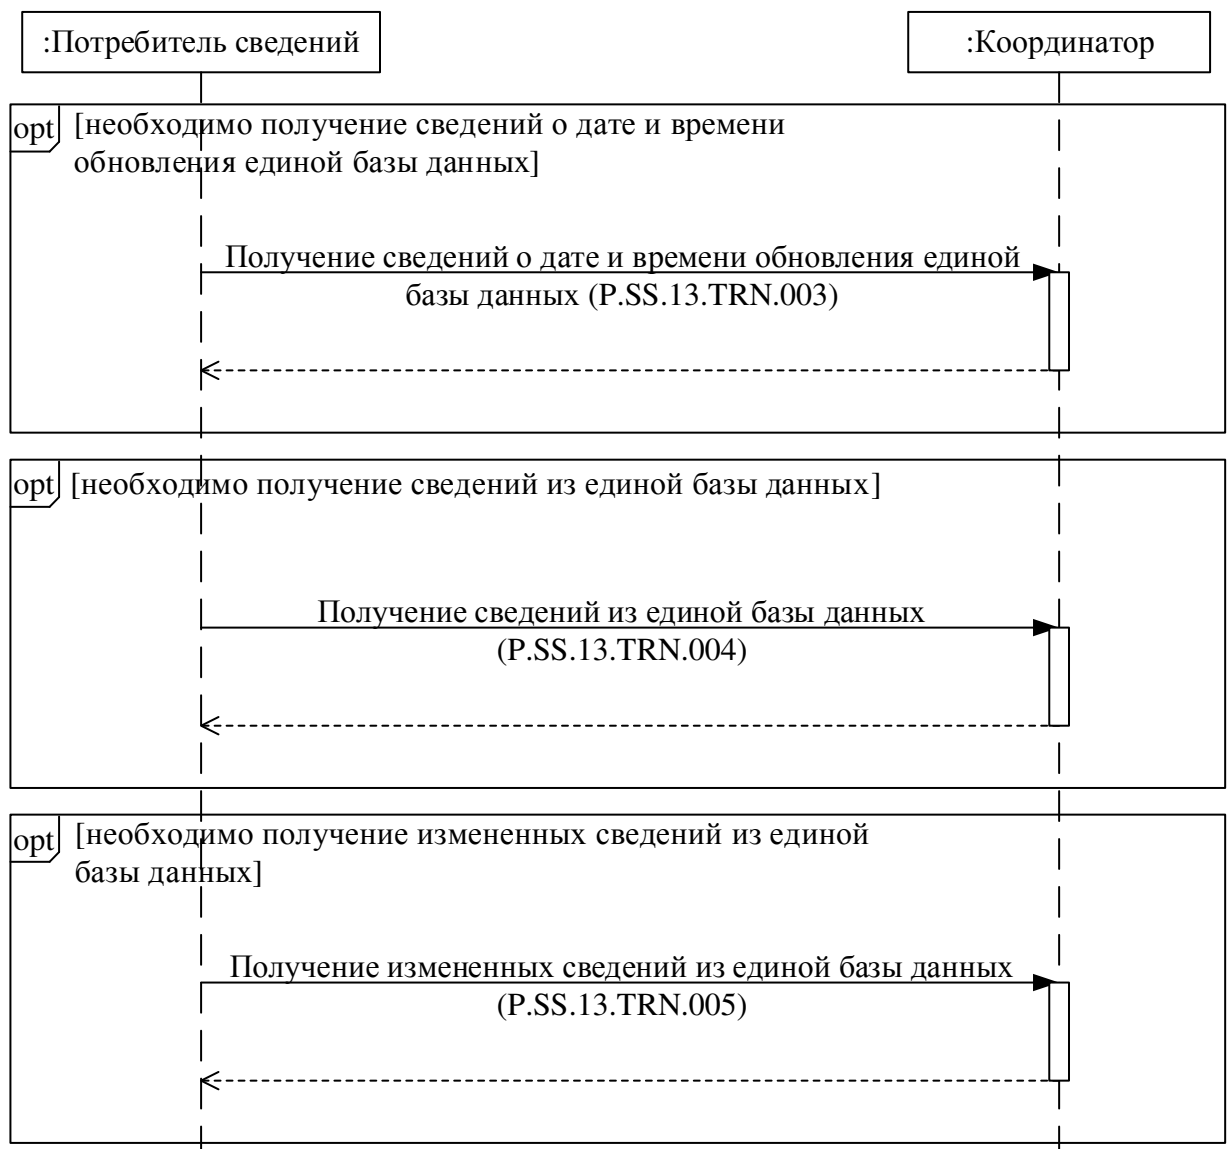 :Потребитель сведений
:Координатор
opt
[необходимо получение сведений о дате и времени
обновления единой базы данных]
Получение сведений о дате и времени обновления единой
базы данных (P.SS.13.TRN.003)
opt
[необходимо получение сведений из единой базы данных]
Получение сведений из единой базы данных
(P.SS.13.TRN.004)
opt
[необходимо получение измененных сведений из единой
базы данных]
Получение измененных сведений из единой базы данных
(P.SS.13.TRN.005)